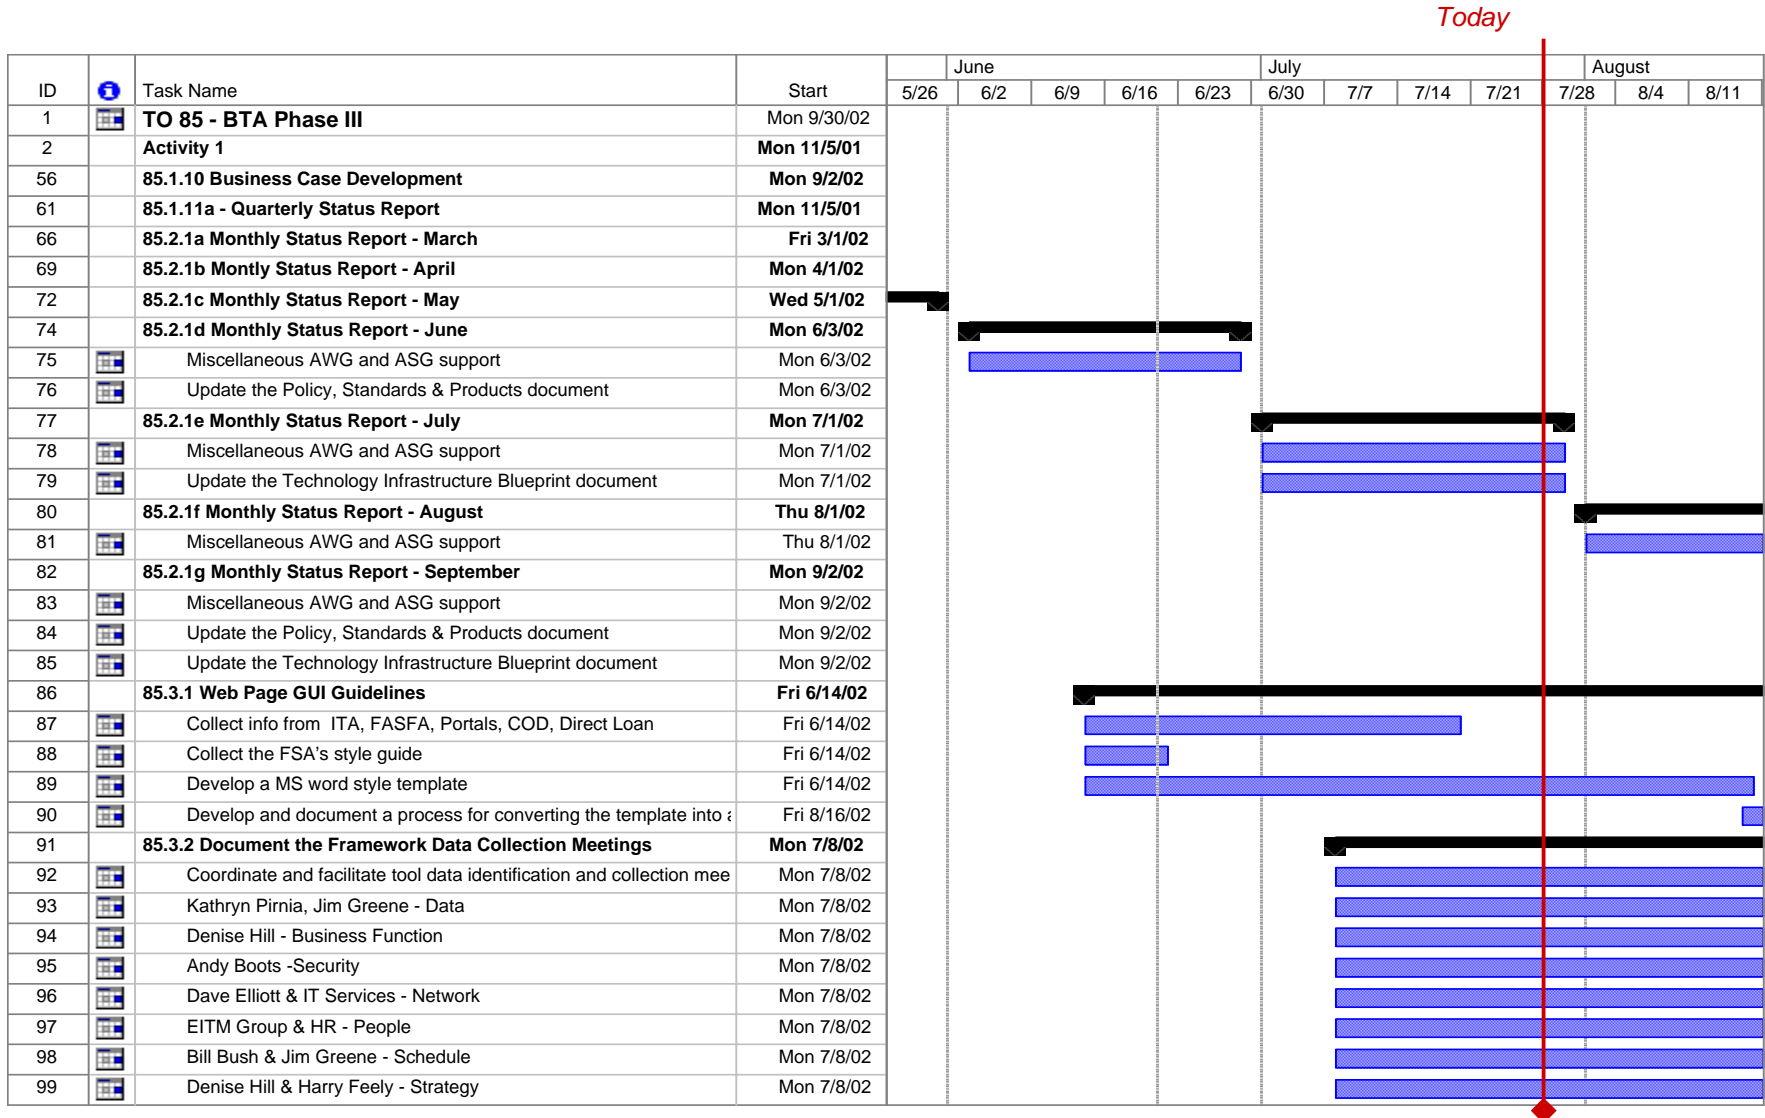 Today
June July August
ID Task Name Start 5/26 6/2 6/9 6/16 6/23 6/30 7/7 7/14 7/21 7/28 8/4 8/11
1 TO 85 - BTA Phase III Mon 9/30/02
2 Activity 1 Mon 11/5/01
56 85.1.10 Business Case Development Mon 9/2/02
61 85.1.11a - Quarterly Status Report Mon 11/5/01
66 85.2.1a Monthly Status Report - March Fri 3/1/02
69 85.2.1b Montly Status Report - April Mon 4/1/02
72 85.2.1c Monthly Status Report - May Wed 5/1/02
74 85.2.1d Monthly Status Report - June Mon 6/3/02
75 Miscellaneous AWG and ASG support Mon 6/3/02
76 Update the Policy, Standards & Products document Mon 6/3/02
77 85.2.1e Monthly Status Report - July Mon 7/1/02
78 Miscellaneous AWG and ASG support Mon 7/1/02
79 Update the Technology Infrastructure Blueprint document Mon 7/1/02
80 85.2.1f Monthly Status Report - August Thu 8/1/02
81 Miscellaneous AWG and ASG support Thu 8/1/02
82 85.2.1g Monthly Status Report - September Mon 9/2/02
83 Miscellaneous AWG and ASG support Mon 9/2/02
84 Update the Policy, Standards & Products document Mon 9/2/02
85 Update the Technology Infrastructure Blueprint document Mon 9/2/02
86 85.3.1 Web Page GUI Guidelines Fri 6/14/02
87 Collect info from ITA, FASFA, Portals, COD, Direct Loan Fri 6/14/02
88 Collect the FSA's style guide Fri 6/14/02
89 Develop a MS word style template Fri 6/14/02
90 Develop and document a process for converting the template into Fri 8/16/02
91 85.3.2 Document the Framework Data Collection Meetings Mon 7/8/02
92 Coordinate and facilitate tool data identification and collection mee Mon 7/8/02
93 Kathryn Pirnia, Jim Greene - Data Mon 7/8/02
94 Denise Hill - Business Function Mon 7/8/02
95 Andy Boots -Security Mon 7/8/02
96 Dave Elliott & IT Services - Network Mon 7/8/02
97 EITM Group & HR - People Mon 7/8/02
98 Bill Bush & Jim Greene - Schedule Mon 7/8/02
99 Denise Hill & Harry Feely - Strategy Mon 7/8/02